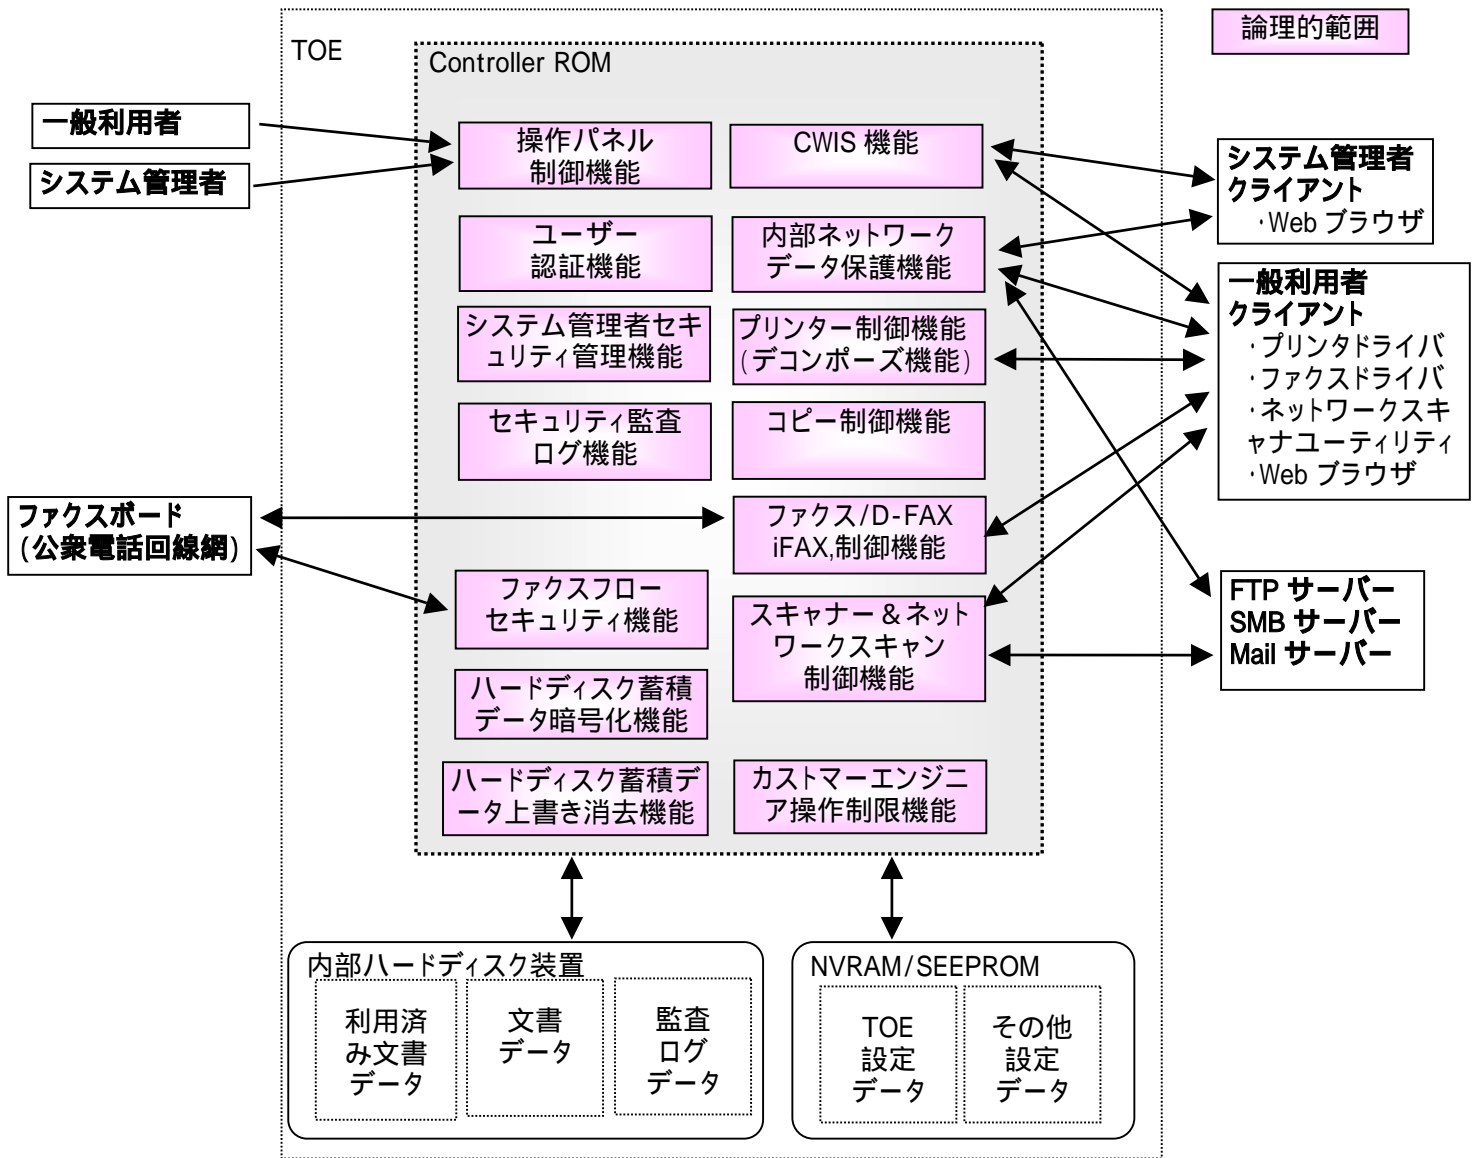 論理的範囲
TOE
Controller ROM
一般利用者
システム管理者
操作パネル
制御機能
CWIS 機能
ユーザー
認証機能
内部ネットワーク
データ保護機能
システム管理者セキ
ュリティ管理機能
プリンター制御機能
(デコンポーズ機能)
セキュリティ監査
ログ機能
コピー制御機能
ファクスボード
(公衆電話回線網)
ファクス/D-FAX
iFAX,制御機能
ファクスフロー
セキュリティ機能
スキャナー&ネット
ワークスキャン
制御機能
ハードディスク蓄積
データ暗号化機能
ハードディスク蓄積デ
ータ上書き消去機能
カストマーエンジニ
ア操作制限機能
システム管理者
クライアント
・Web ブラウザ
一般利用者
クライアント
・プリンタドライバ
・ファクスドライバ
・ネットワークスキ
ャナユーティリティ
・Web ブラウザ
FTP サーバー
SMB サーバー
Mail サーバー
内部ハードディスク装置
利用済
み文書
データ
文書
データ
監査
ログ
データ
NVRAM/SEEPROM
TOE
設定
データ
その他
設定
データ